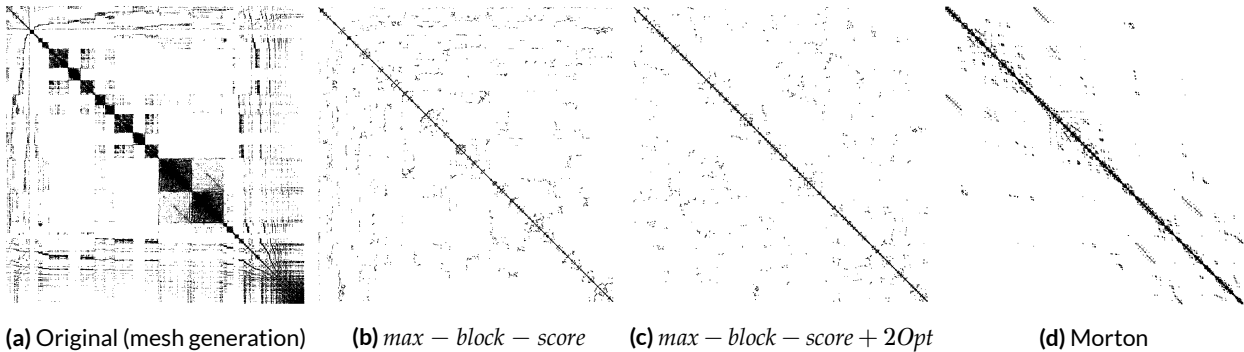 (a) Original (mesh generation)
(b) max − block − score
(c) max − block − score + 2Opt
(d) Morton